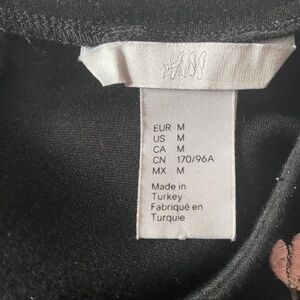 H&M
EUR M
US M
CA M
CN 170/96A
MX M
Made in
Turkey
Fabriqué en
Turquie